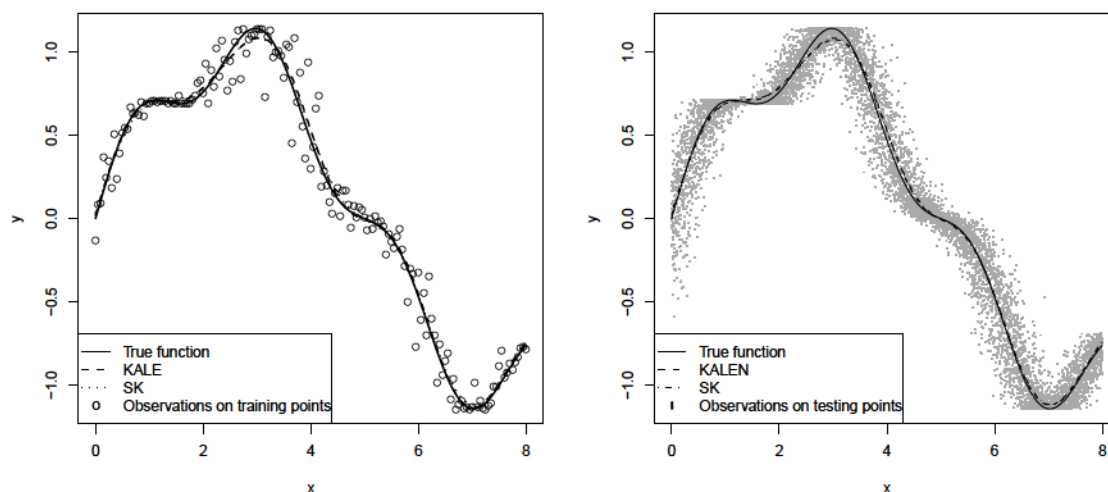 1.0
0.5
0.0
−0.5
−1.0
y
True function
KALE
SK
Observations on training points
0 2 4 6 8
x
1.0
0.5
0.0
−0.5
−1.0
y
True function
KALEN
SK
Observations on testing points
0 2 4 6 8
x